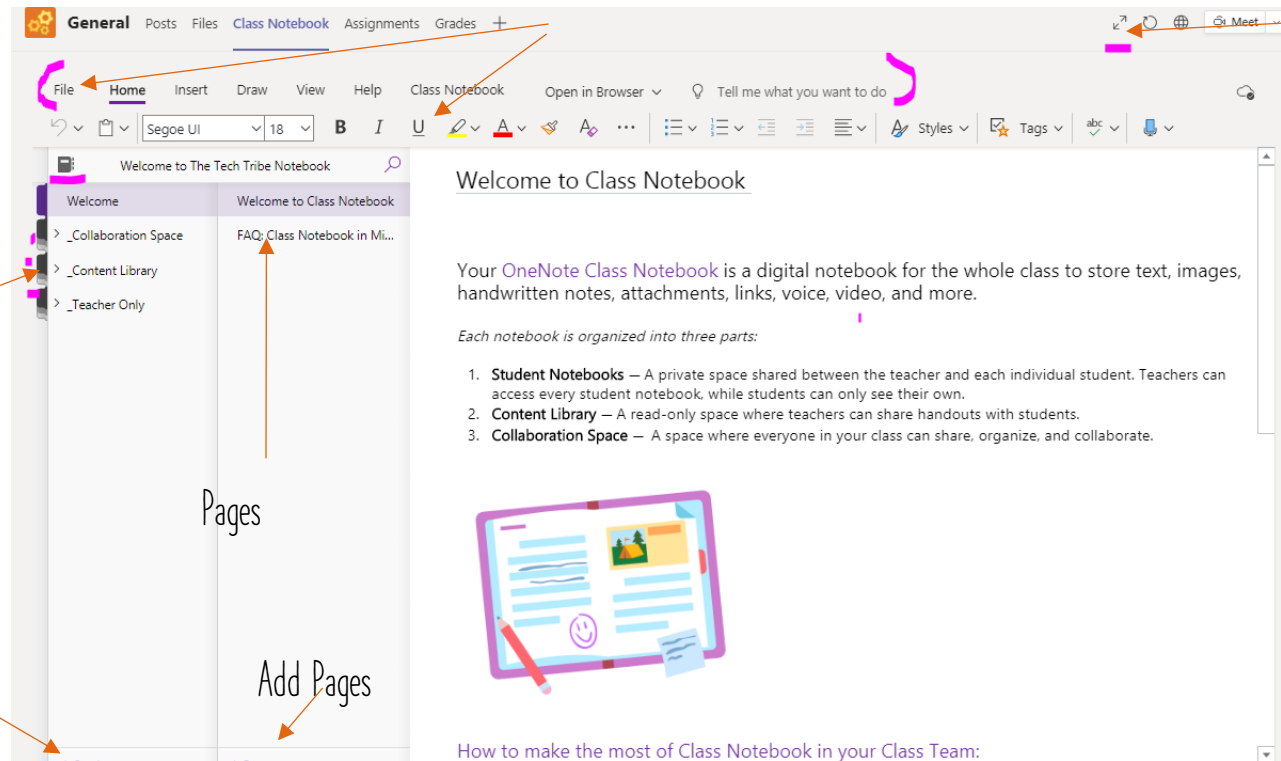 General Posts Files Class Notebook Assignments Grades +
Meet
File Home Insert Draw View Help Class Notebook Open in Browser Tell me what you want to do
Segoe UI 18 B I U A A ... Styles Tags abc
Welcome to The Tech Tribe Notebook
Welcome
_Collaboration Space
_Content Library
_Teacher Only
Welcome to Class Notebook
FAQ: Class Notebook in Mi...
Pages
Add Pages
Welcome to Class Notebook
Your OneNote Class Notebook is a digital notebook for the whole class to store text, images,
handwritten notes, attachments, links, voice, video, and more.
Each notebook is organized into three parts:
1. Student Notebooks — A private space shared between the teacher and each individual student. Teachers can
access every student notebook, while students can only see their own.
2. Content Library — A read-only space where teachers can share handouts with students.
3. Collaboration Space — A space where everyone in your class can share, organize, and collaborate.
How to make the most of Class Notebook in your Class Team: